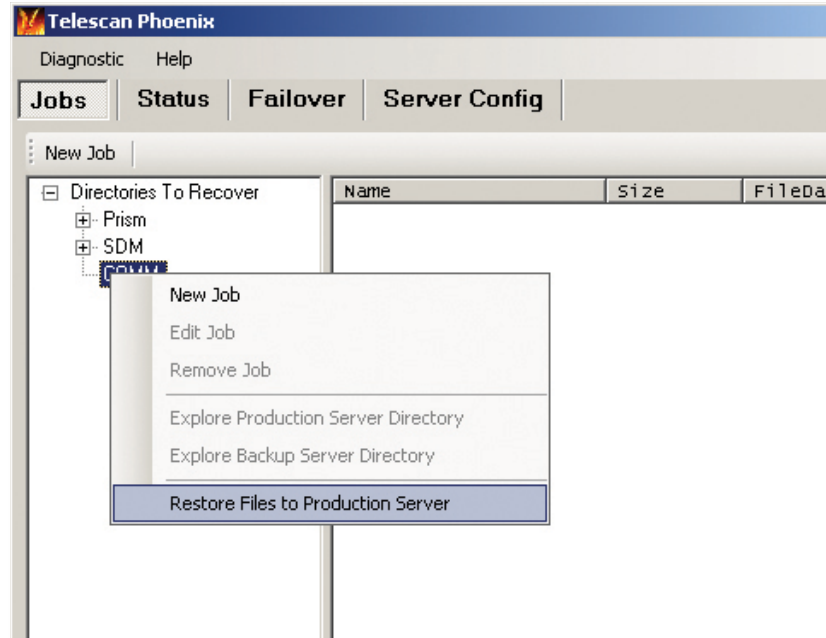 Telescan Phoenix
Diagnostic Help
Jobs Status Failover Server Config
New Job
Directories To Recover
Name Size FileDa
Prism
SDM
New Job
Edit Job
Remove Job
Explore Production Server Directory
Explore Backup Server Directory
Restore Files to Production Server